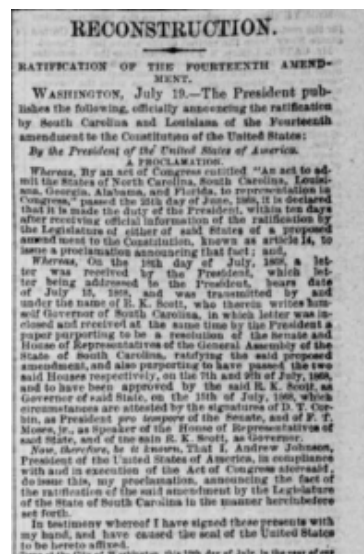 RECONSTRUCTION.
RATIFICATION OF THE FOURTEENTH AMEND-
MENT.
WASHINGTON, July 19.—The President pub-
lishes the following, officially announcing the ratification
by South Carolina and Louisiana of the Fourteenth
amendment to the Constitution of the United States:
By the President of the United States of America.
A PROCLAMATION.
Whereas, By an act of Congress entitled "An act to ad-
mit the States of North Carolina, South Carolina, Louisi-
ana, Georgia, Alabama, and Florida, to representation in
Congress," passed the 25th day of June, 1868, it is declared
that it is made the duty of the President, within ten days
after receiving official information of the ratification by
the Legislature of either of said States of a proposed
amendment to the Constitution, known as article 14, to
issue a proclamation announcing that fact; and,
Whereas, On the 18th day of July, 1868, a let-
ter was received by the President, which let-
ter being addressed to the President, bears date
of July 15, 1868, and was transmitted by and
under the name of R. K. Scott, who therein writes him-
self Governor of South Carolina, in which letter was in-
closed and received at the same time by the President a
paper purporting to be a resolution of the Senate and
House of Representatives of the General Assembly of the
State of South Carolina, ratifying the said proposed
amendment, and also purporting to have passed the two
said Houses respectively, on the 7th and 9th of July, 1868,
and to have been approved by the said R. K. Scott, as
Governor of said State, on the 15th of July, 1868, which
circumstances are attested by the signatures of D. T. Cor-
bin, as President pro tempore of the Senate, and of F. J.
Moses, jr., as Speaker of the House of Representatives of
said State, and of the said R. K. Scott, as Governor.
Now, therefore, be it known, That I, Andrew Johnson,
President of the United States of America, in compliance
with and in execution of the Act of Congress aforesaid,
do issue this, my proclamation, announcing the fact of
the ratification of the said amendment by the Legislature
of the State of South Carolina in the manner hereinbefore
set forth.
In testimony whereof I have signed these presents with
my hand, and have caused the seal of the United States
to be hereto affixed.